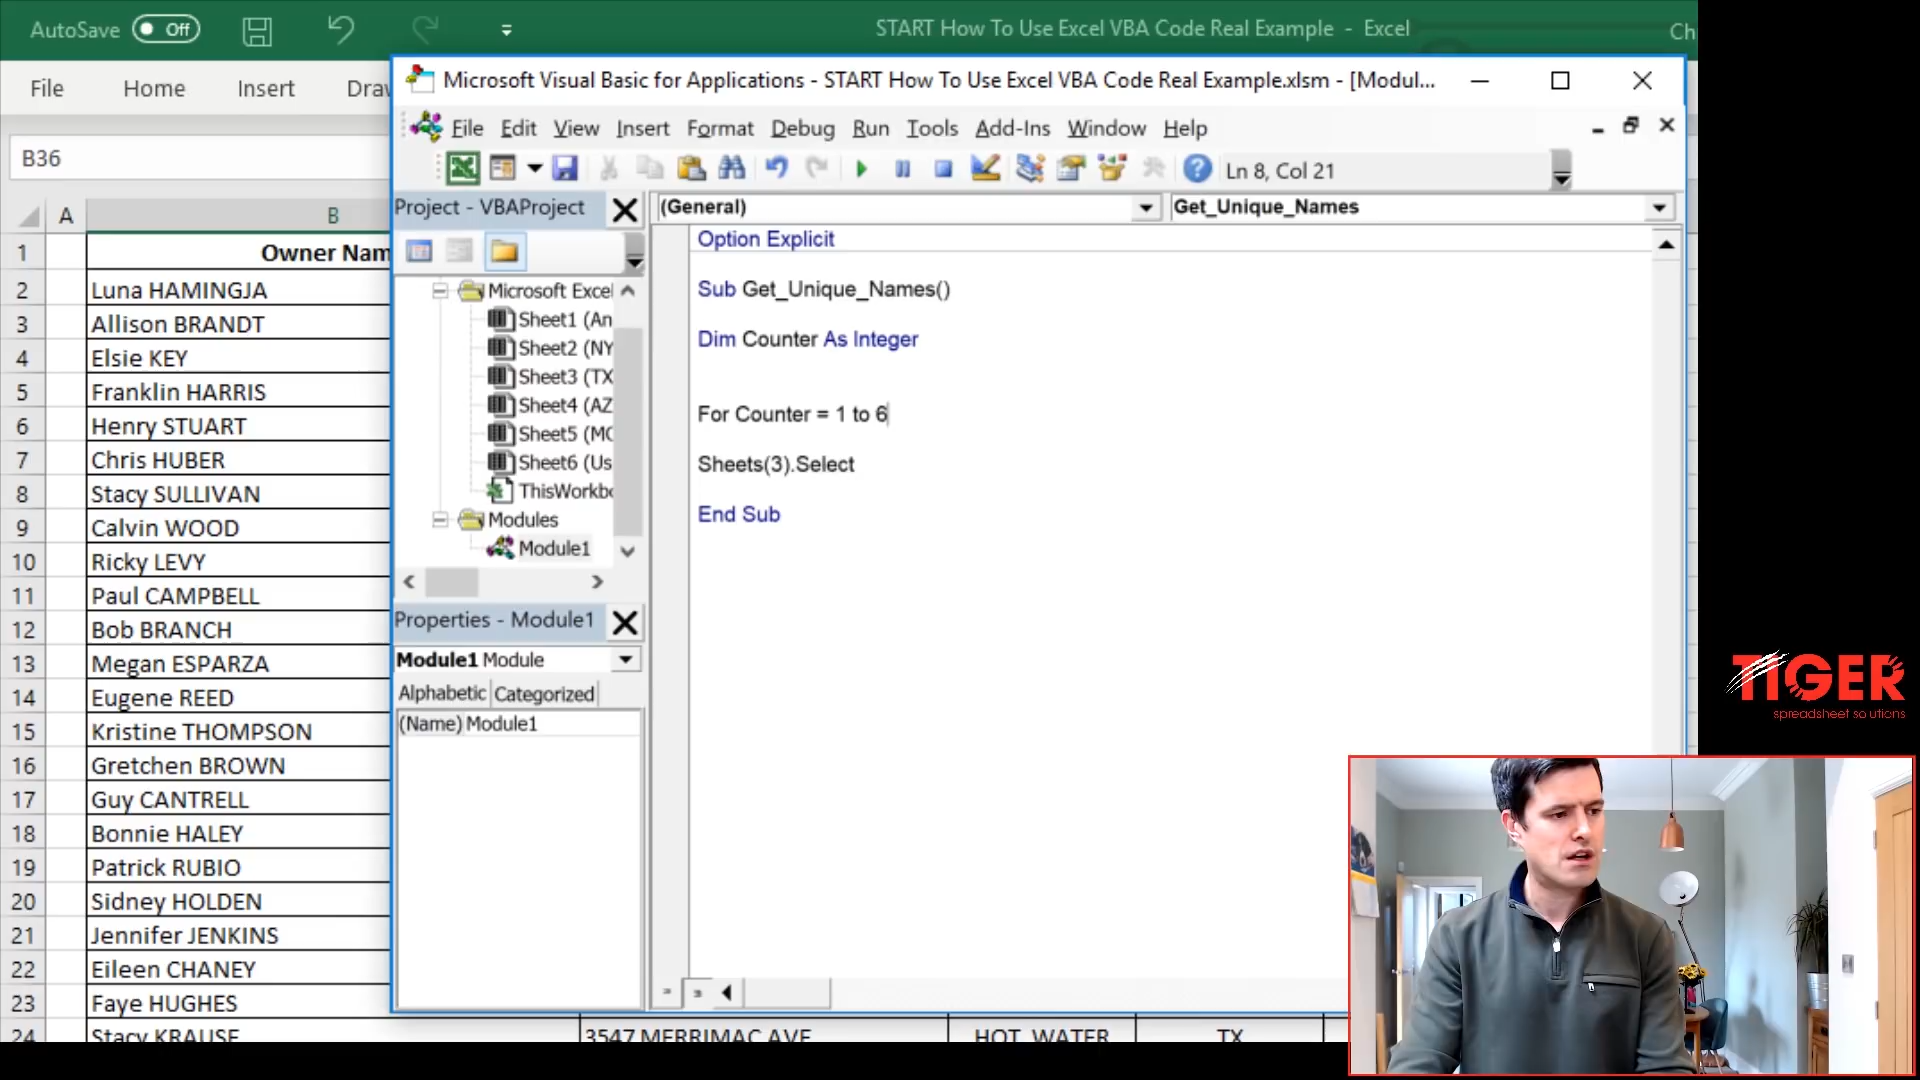 AutoSave Off
START How To Use Excel VBA Code Real Example - Excel
Ch
File Home Insert Draw
B36
A B
1 Owner Nam
2 Luna HAMINGJA
3 Allison BRANDT
4 Elsie KEY
5 Franklin HARRIS
6 Henry STUART
7 Chris HUBER
8 Stacy SULLIVAN
9 Calvin WOOD
10 Ricky LEVY
11 Paul CAMPBELL
12 Bob BRANCH
13 Megan ESPARZA
14 Eugene REED
15 Kristine THOMPSON
16 Gretchen BROWN
17 Guy CANTRELL
18 Bonnie HALEY
19 Patrick RUBIO
20 Sidney HOLDEN
21 Jennifer JENKINS
22 Eileen CHANEY
23 Faye HUGHES
24 Stacy KRAUSE 3547 MERRIMAC AVE HOT WATER TX
Microsoft Visual Basic for Applications - START How To Use Excel VBA Code Real Example.xlsm - [Modul...
File Edit View Insert Format Debug Run Tools Add-Ins Window Help
Ln 8, Col 21
Project - VBAProject
Microsoft Excel
Sheet1 (An
Sheet2 (NY
Sheet3 (TX
Sheet4 (AZ
Sheet5 (MO
Sheet6 (Us
ThisWorkbo
Modules
Module1
Properties - Module1
Module1 Module
Alphabetic Categorized
(Name) Module1
(General) Get_Unique_Names
Option Explicit
Sub Get_Unique_Names()
Dim Counter As Integer
For Counter = 1 to 6
Sheets(3).Select
End Sub
TIGER
spreadsheet solutions